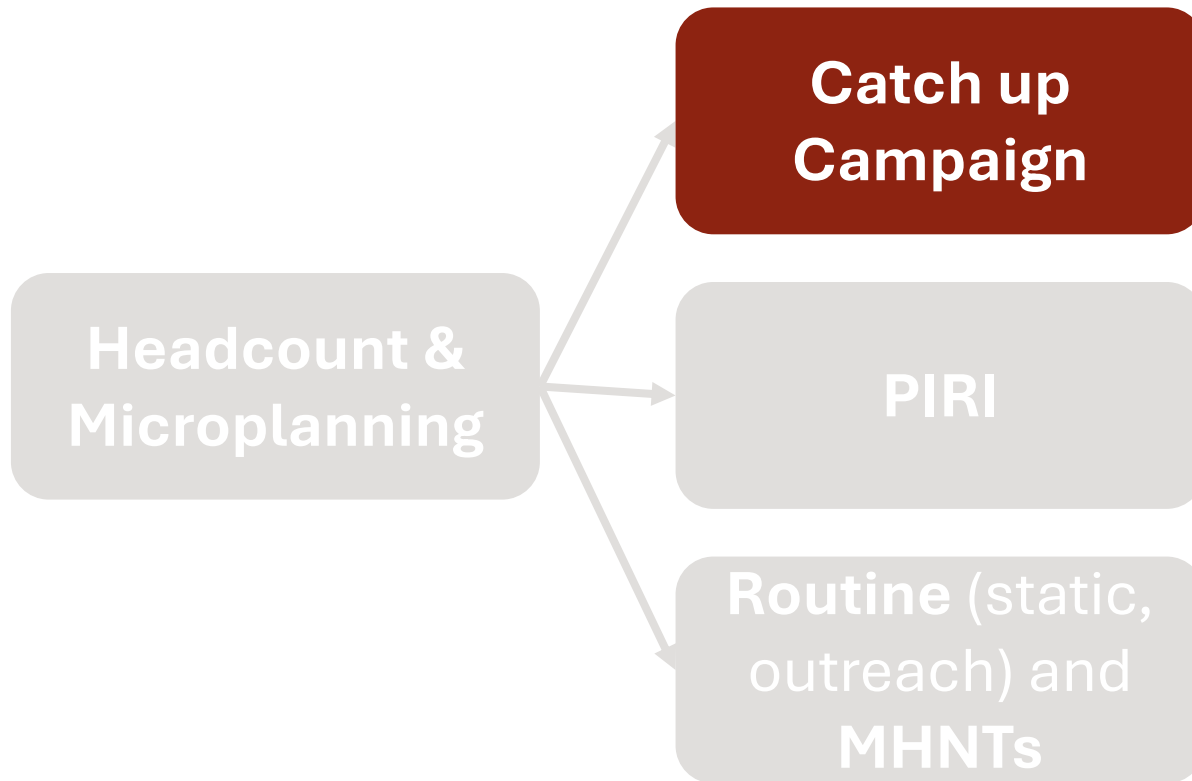 Catch up
Campaign
Headcount &
Microplanning
PIRI
Routine (static,
outreach) and
MHNTs